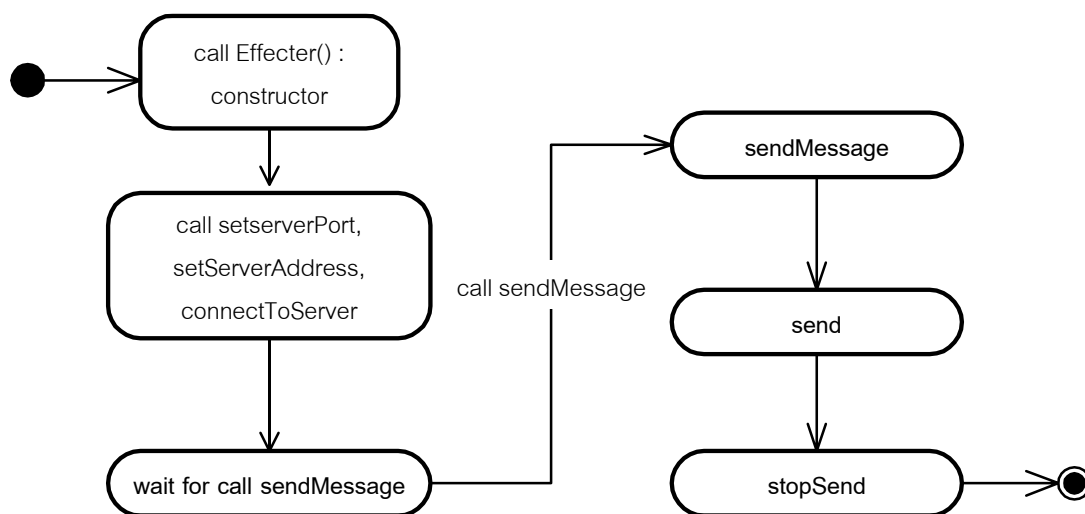 call Effecter() :
constructor
call setserverPort,
setServerAddress,
connectToServer
wait for call sendMessage
call sendMessage
sendMessage
send
stopSend